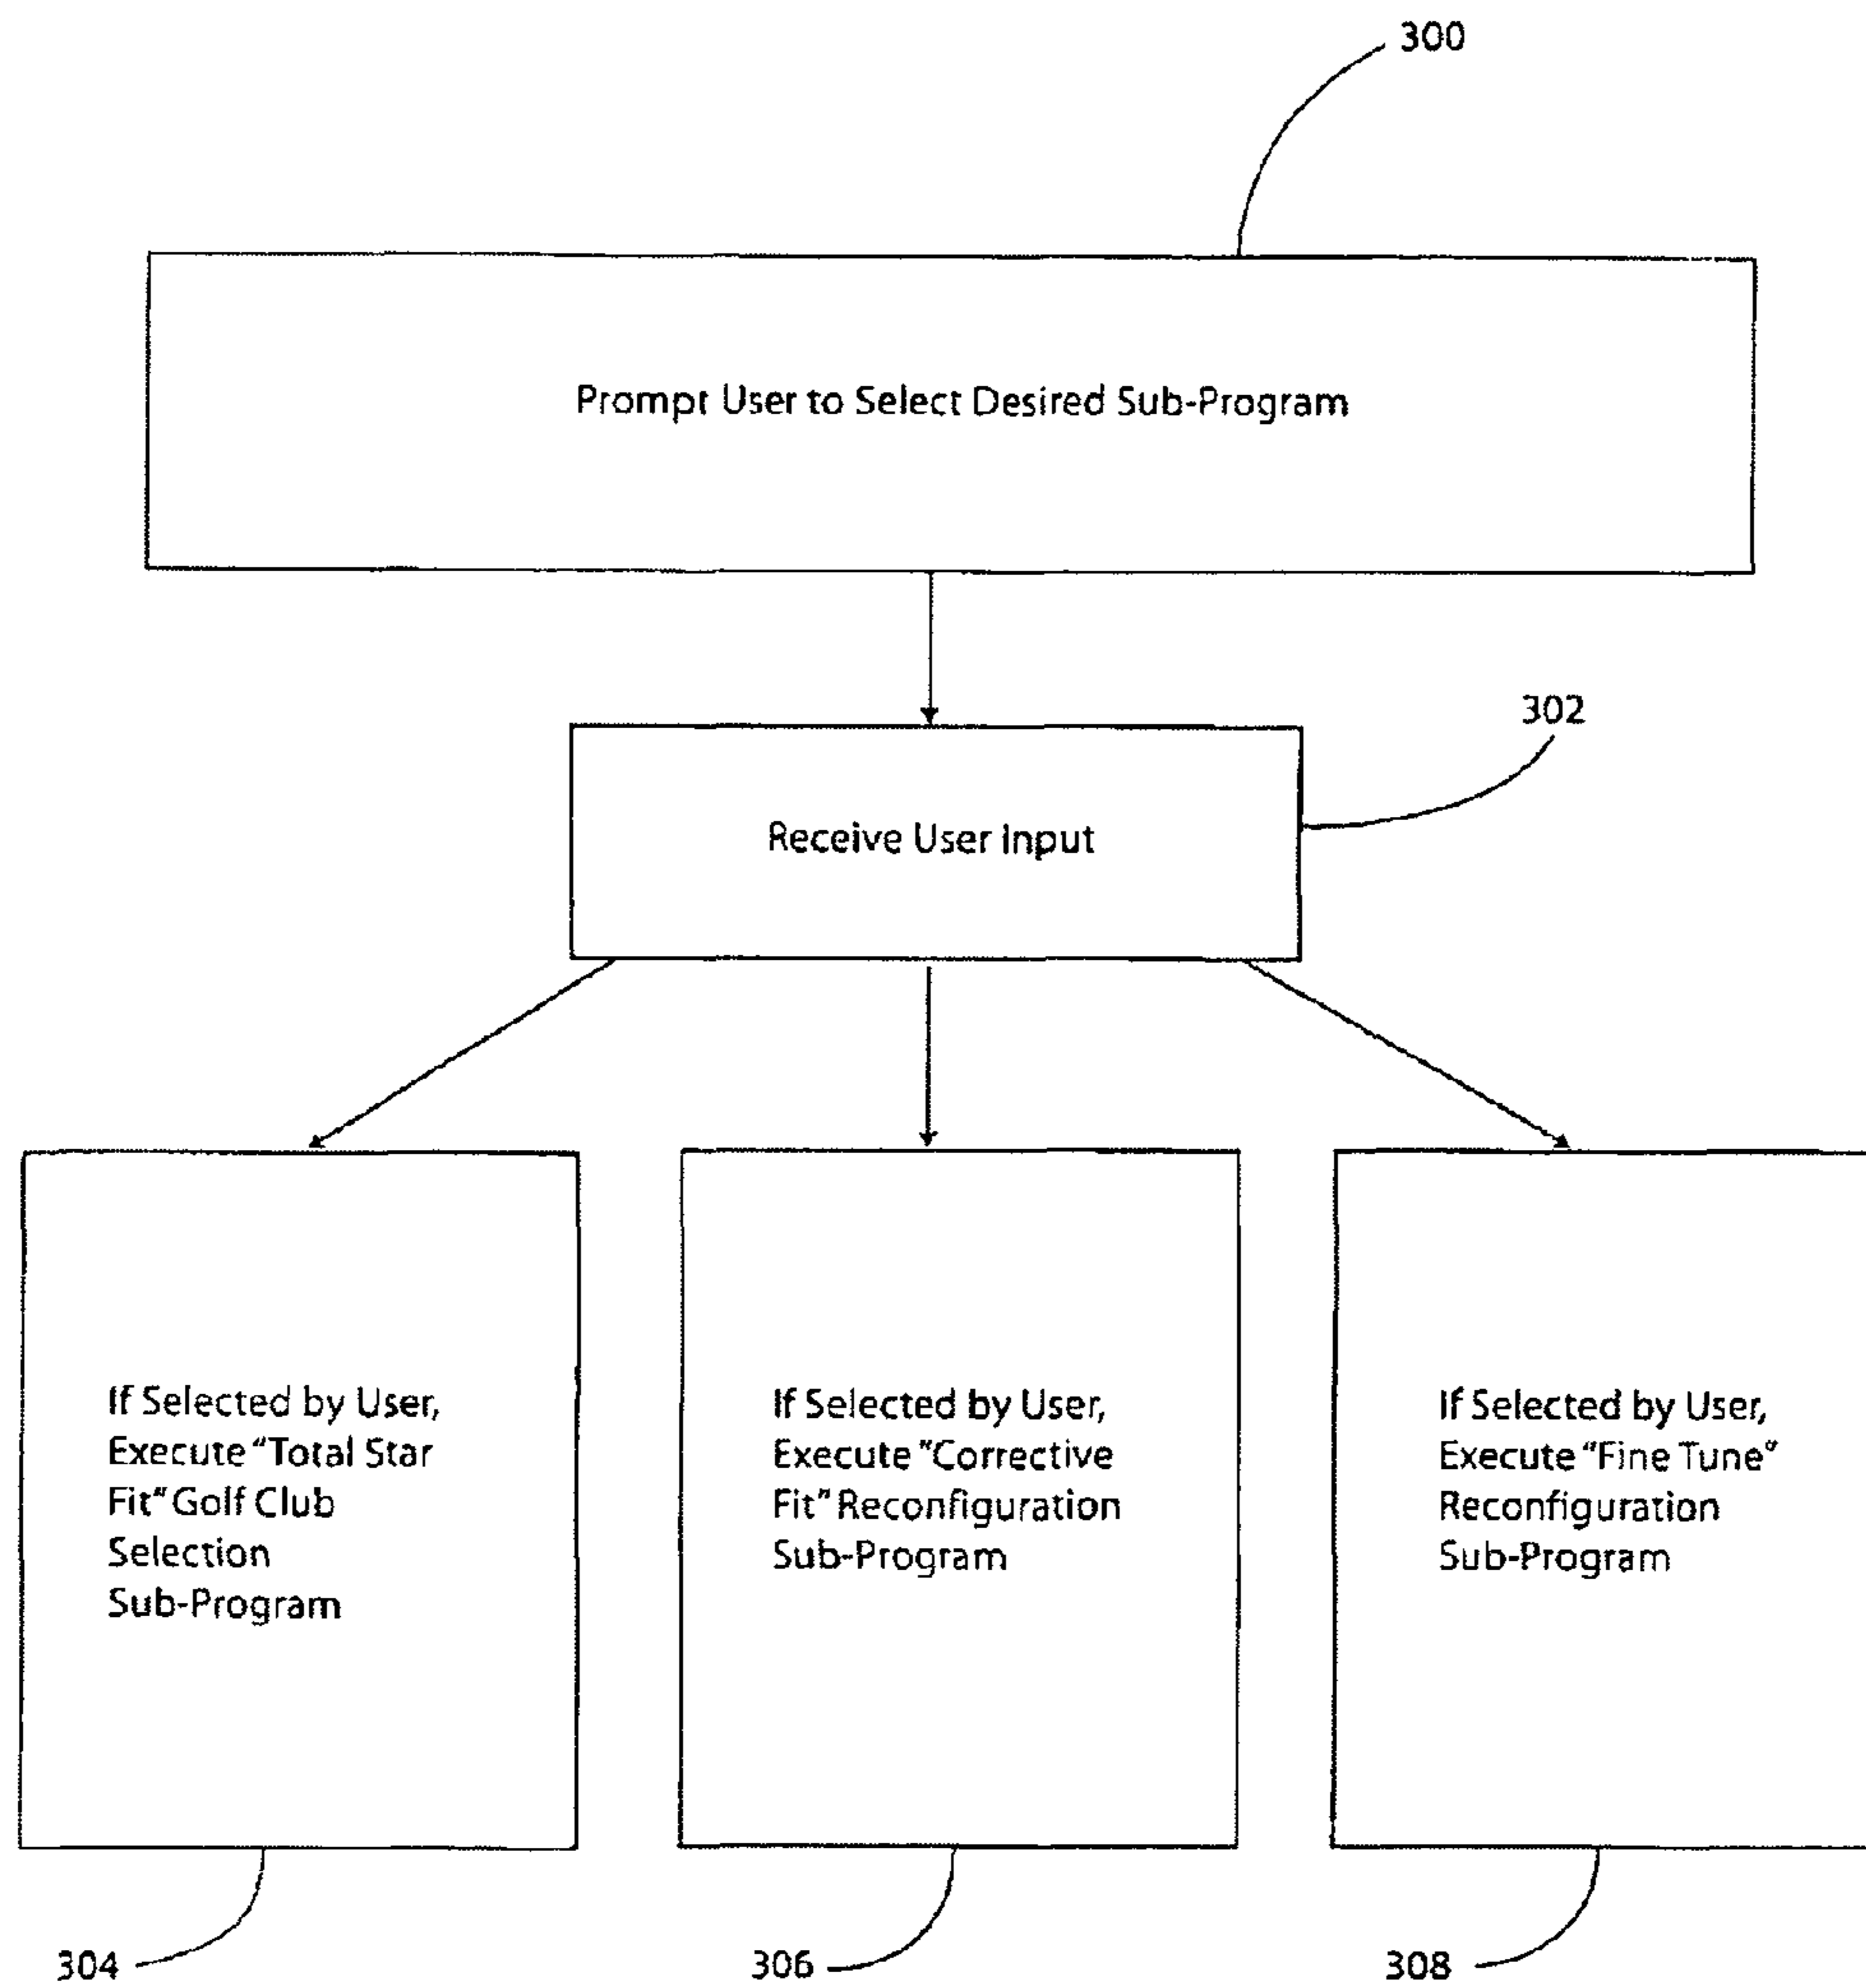 300
Prompt User to Select Desired Sub-Program
302
Receive User Input
If Selected by User,
Execute "Total Star
Fit" Golf Club
Selection
Sub-Program
If Selected by User,
Execute "Corrective
Fit" Reconfiguration
Sub-Program
If Selected by User,
Execute "Fine Tune"
Reconfiguration
Sub-Program
304
306
308